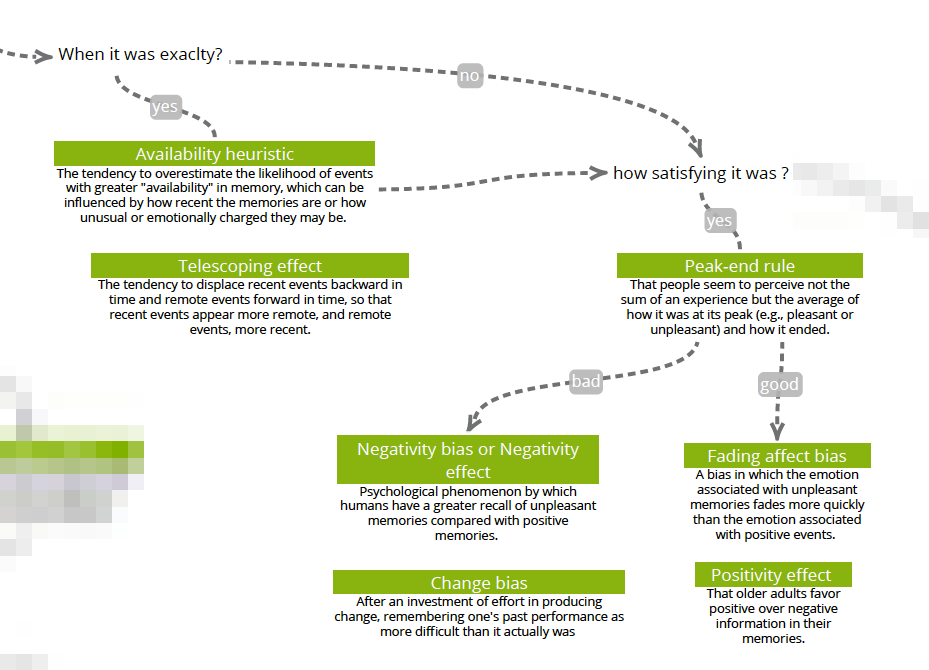 When it was exaclty?
no
yes
Availability heuristic
The tendency to overestimate the likelihood of events
with greater "availability" in memory, which can be
influenced by how recent the memories are or how
unusual or emotionally charged they may be.
how satisfying it was ?
yes
Telescoping effect
The tendency to displace recent events backward in
time and remote events forward in time, so that
recent events appear more remote, and remote
events, more recent.
Peak-end rule
That people seem to perceive not the
sum of an experience but the average of
how it was at its peak (e.g., pleasant or
unpleasant) and how it ended.
bad
good
Negativity bias or Negativity
effect
Psychological phenomenon by which
humans have a greater recall of unpleasant
memories compared with positive
memories.
Fading affect bias
A bias in which the emotion
associated with unpleasant
memories fades more quickly
than the emotion associated
with positive events.
Change bias
After an investment of effort in producing
change, remembering one's past performance as
more difficult than it actually was
Positivity effect
That older adults favor
positive over negative
information in their
memories.